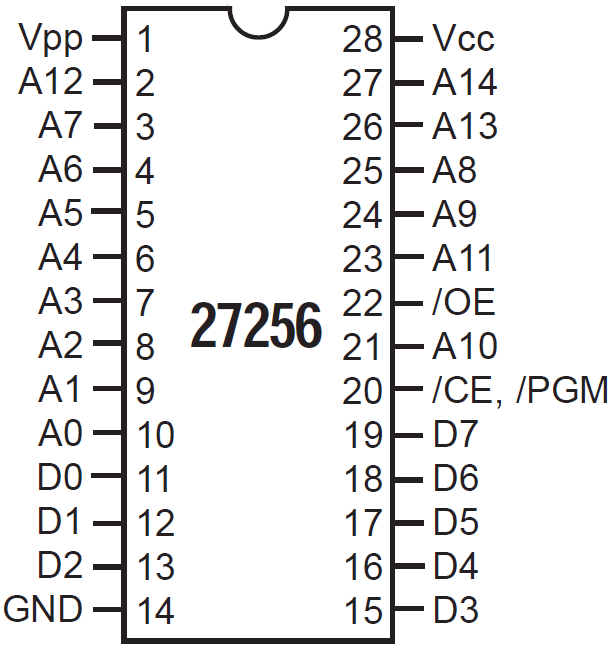 Vpp 1 28 Vcc
A12 2 27 A14
A7 3 26 A13
A6 4 25 A8
A5 5 24 A9
A4 6 23 A11
A3 7 22 /OE
27256
A2 8 21 A10
A1 9 20 /CE, /PGM
A0 10 19 D7
D0 11 18 D6
D1 12 17 D5
D2 13 16 D4
GND 14 15 D3